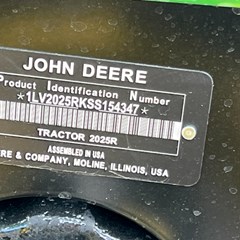 JOHN DEERE
Product Identification Number
*1LV2025RKSS154347*
TRACTOR 2025R
ASSEMBLED IN USA
RE & COMPANY, MOLINE, ILLINOIS, USA